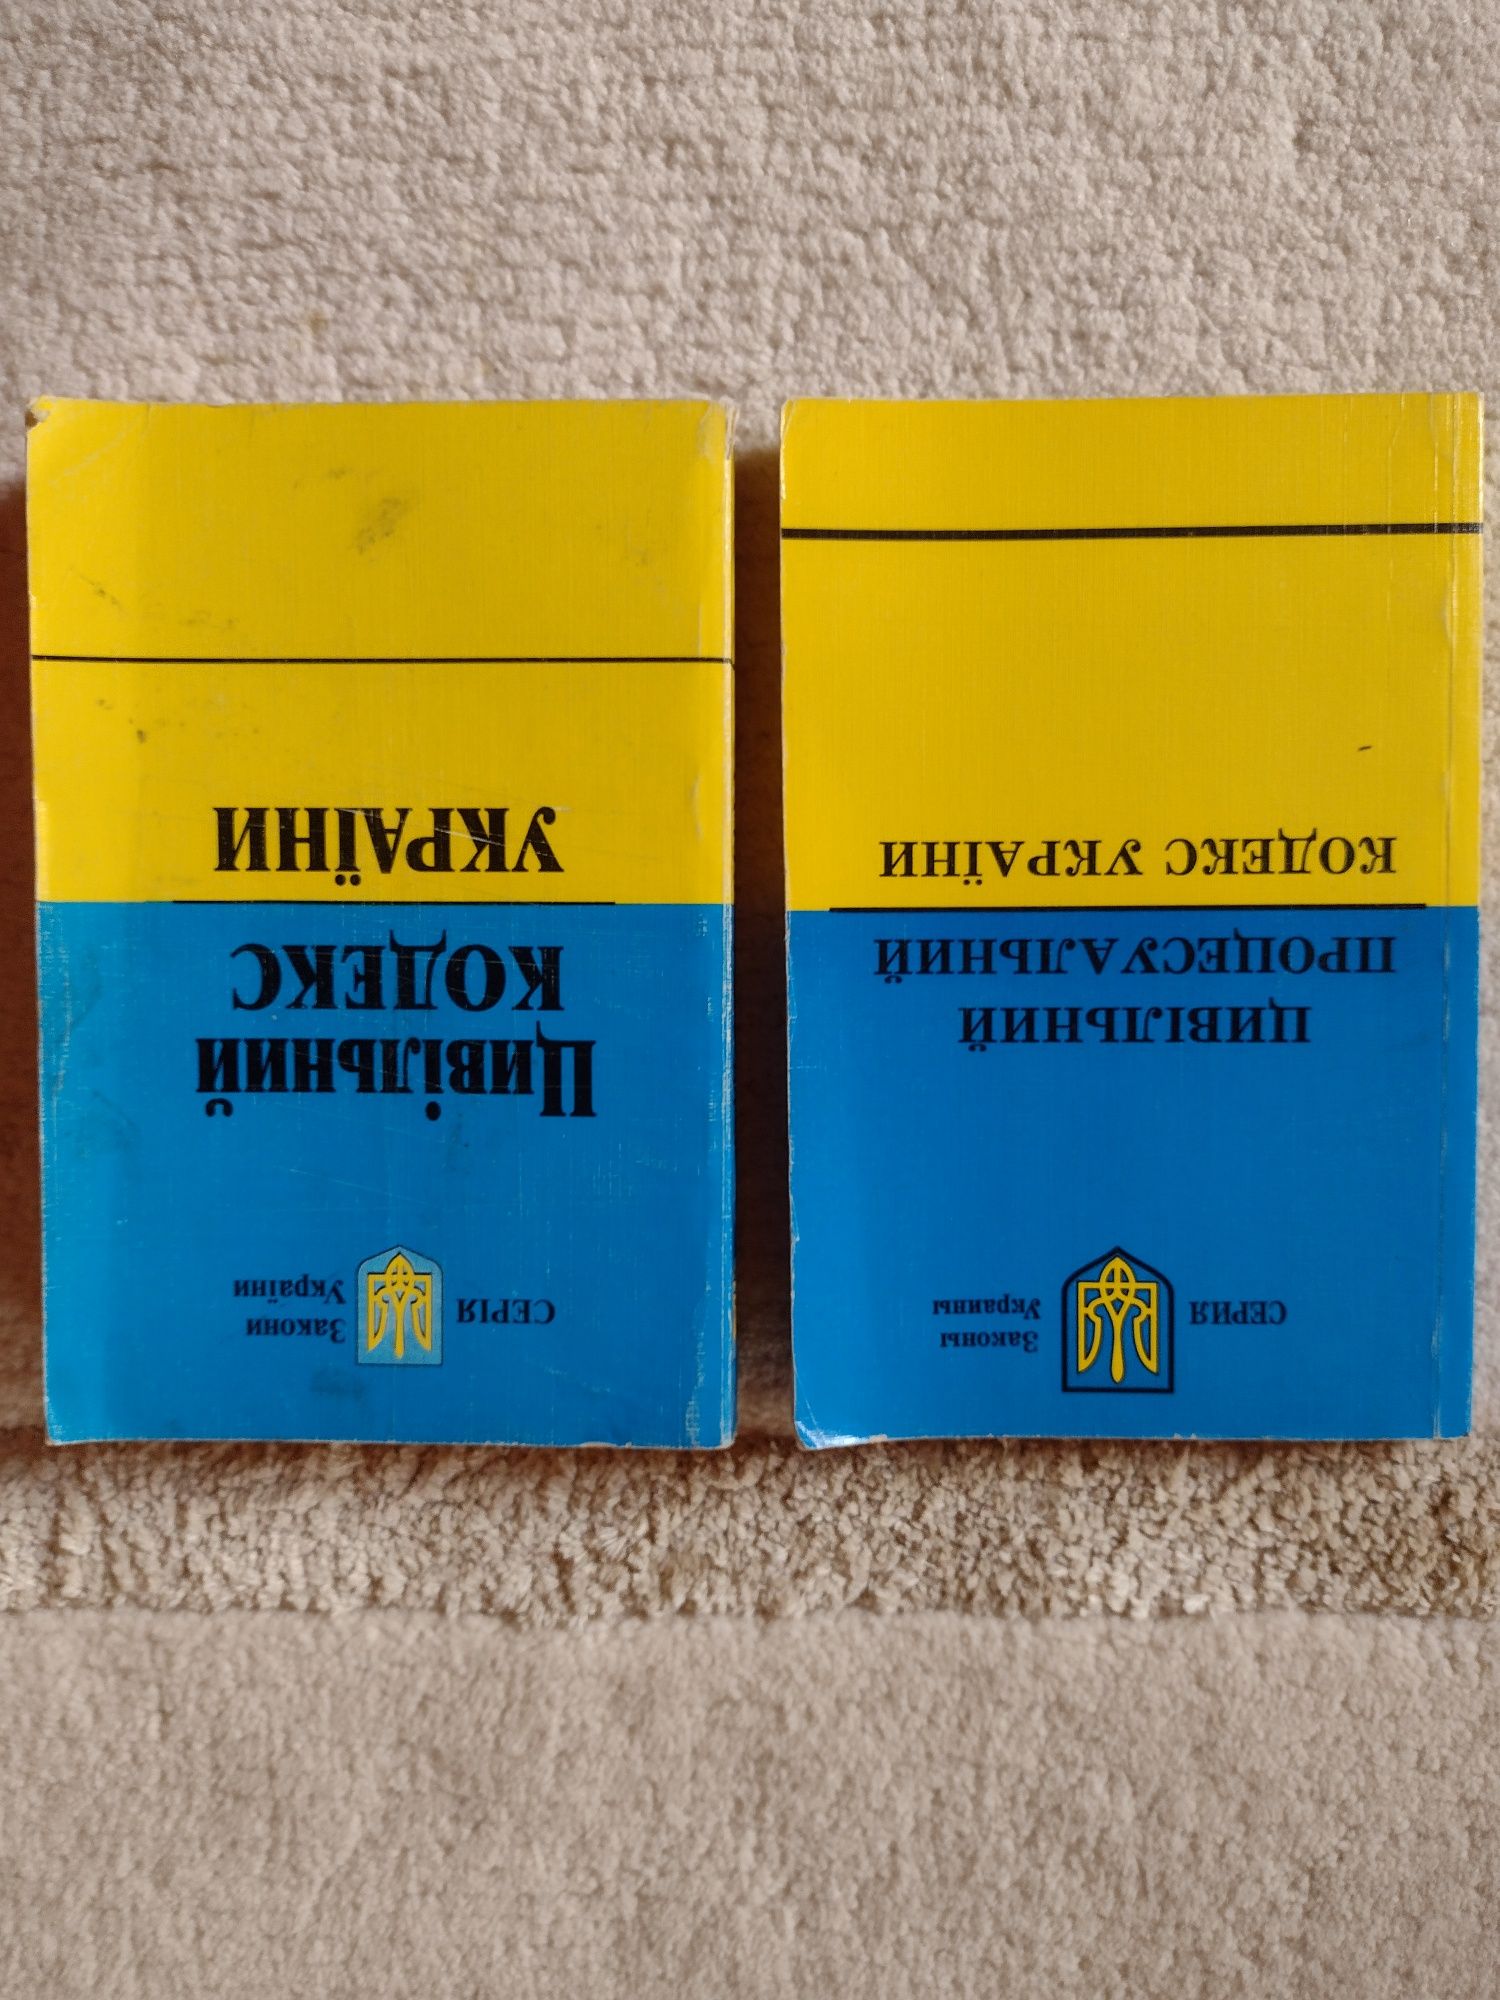 СЕРИЯ
Законы
Украины
ЦИВІЛЬНИЙ
ПРОЦЕСУАЛЬНИЙ
КОДЕКС УКРАЇНИ
СЕРІЯ
Закони
України
Цивільний
КОДЕКС
УКРАЇНИ